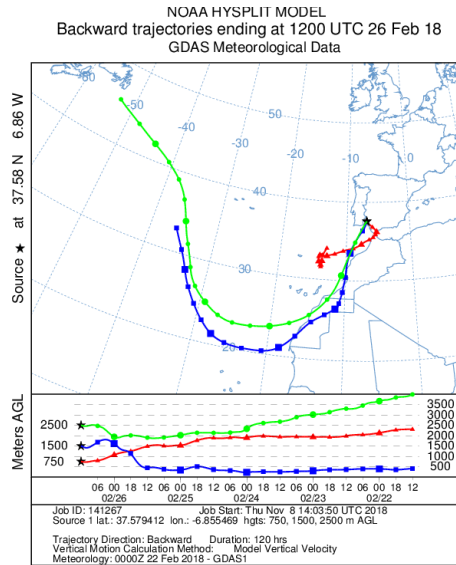 NOAA HYSPLIT MODEL
Backward trajectories ending at 1200 UTC 26 Feb 18
GDAS Meteorological Data
Source ★ at 37.58 N 6.86 W
-60
-50
-40
-30
-20
-10
0
50
40
30
20
Meters AGL
2500
1500
750
3500
3000
2500
2000
1500
1000
500
06 00 18 12 06 00 18 12 06 00 18 12 06 00 18 12 06 00 18 12
02/26 02/25 02/24 02/23 02/22
Job ID: 141267 Job Start: Thu Nov 8 14:03:50 UTC 2018
Source 1 lat.: 37.579412 lon.: -6.855469 hgts: 750, 1500, 2500 m AGL
Trajectory Direction: Backward Duration: 120 hrs
Vertical Motion Calculation Method: Model Vertical Velocity
Meteorology: 0000Z 22 Feb 2018 - GDAS1